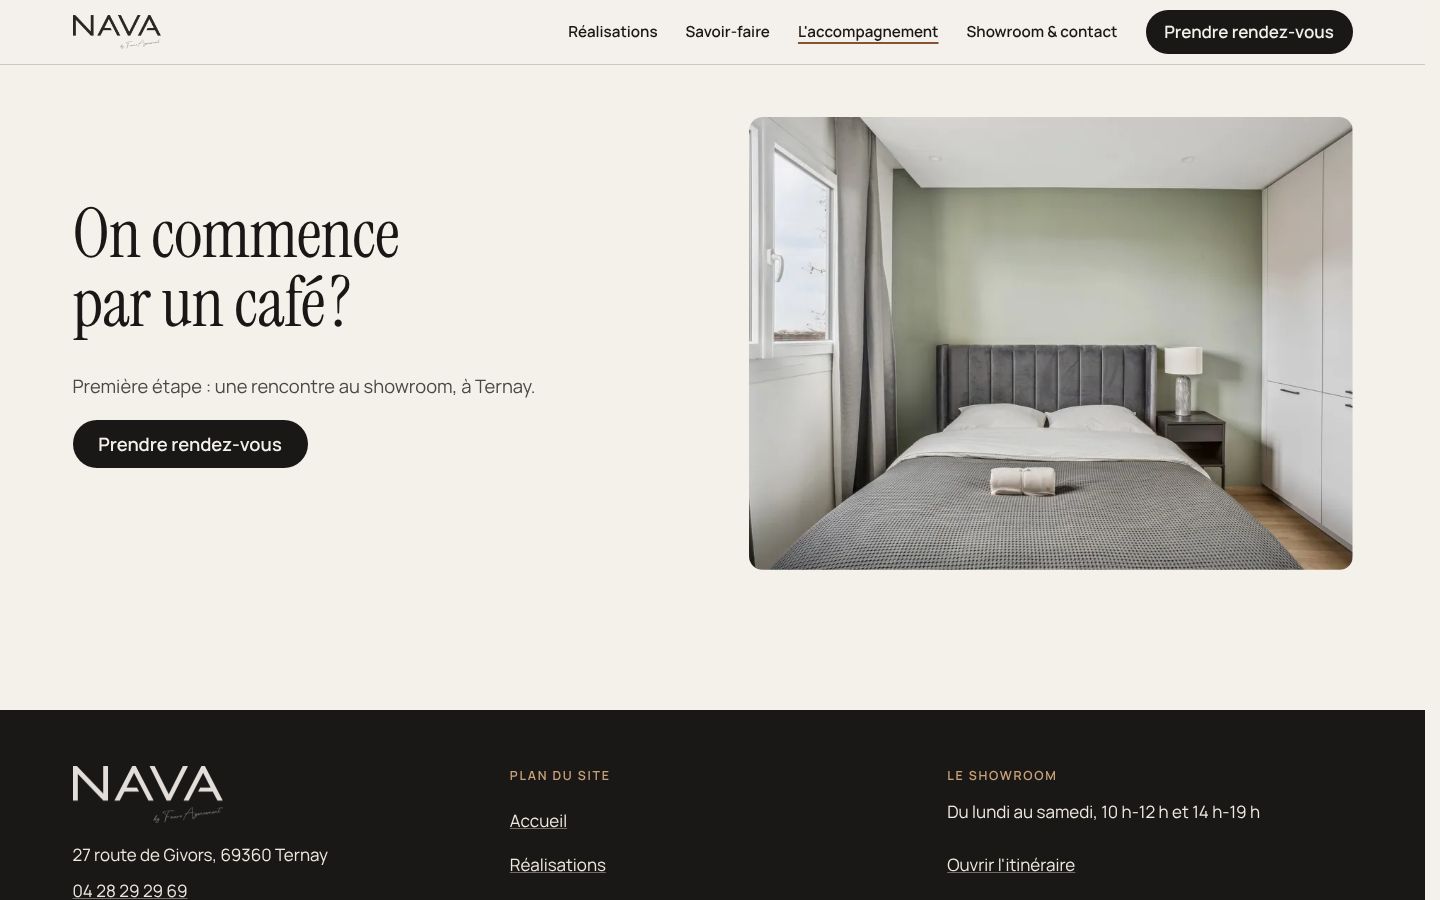 NAVA
Réalisations
Savoir-faire
L'accompagnement
Showroom & contact
Prendre rendez-vous
On commence
par un café ?
Première étape : une rencontre au showroom, à Ternay.
Prendre rendez-vous
NAVA
27 route de Givors, 69360 Ternay
04 28 29 29 69
PLAN DU SITE
Accueil
Réalisations
LE SHOWROOM
Du lundi au samedi, 10 h-12 h et 14 h-19 h
Ouvrir l'itinéraire